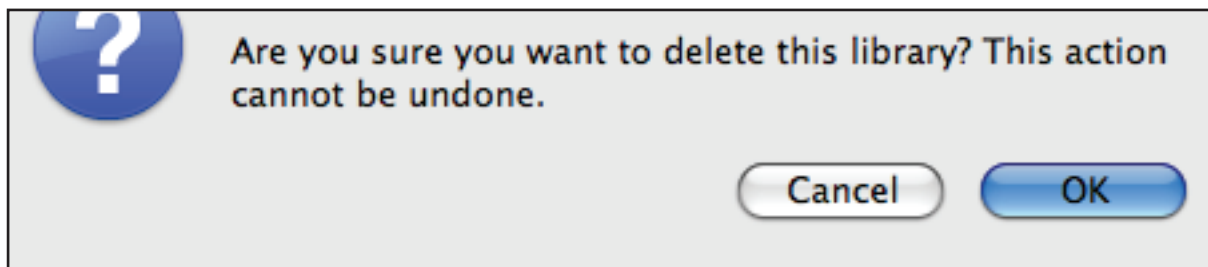 Are you sure you want to delete this library? This action
cannot be undone.
Cancel OK